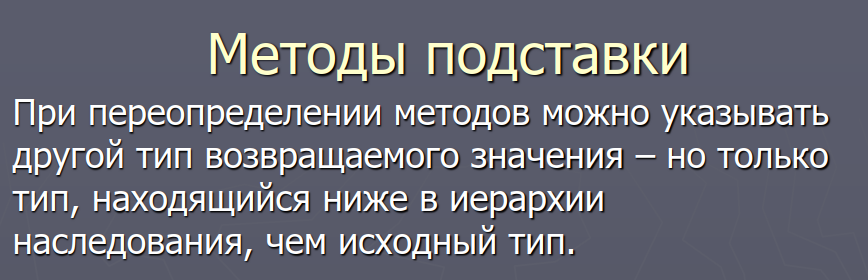 Методы подставки
При переопределении методов можно указывать
другой тип возвращаемого значения – но только
тип, находящийся ниже в иерархии
наследования, чем исходный тип.